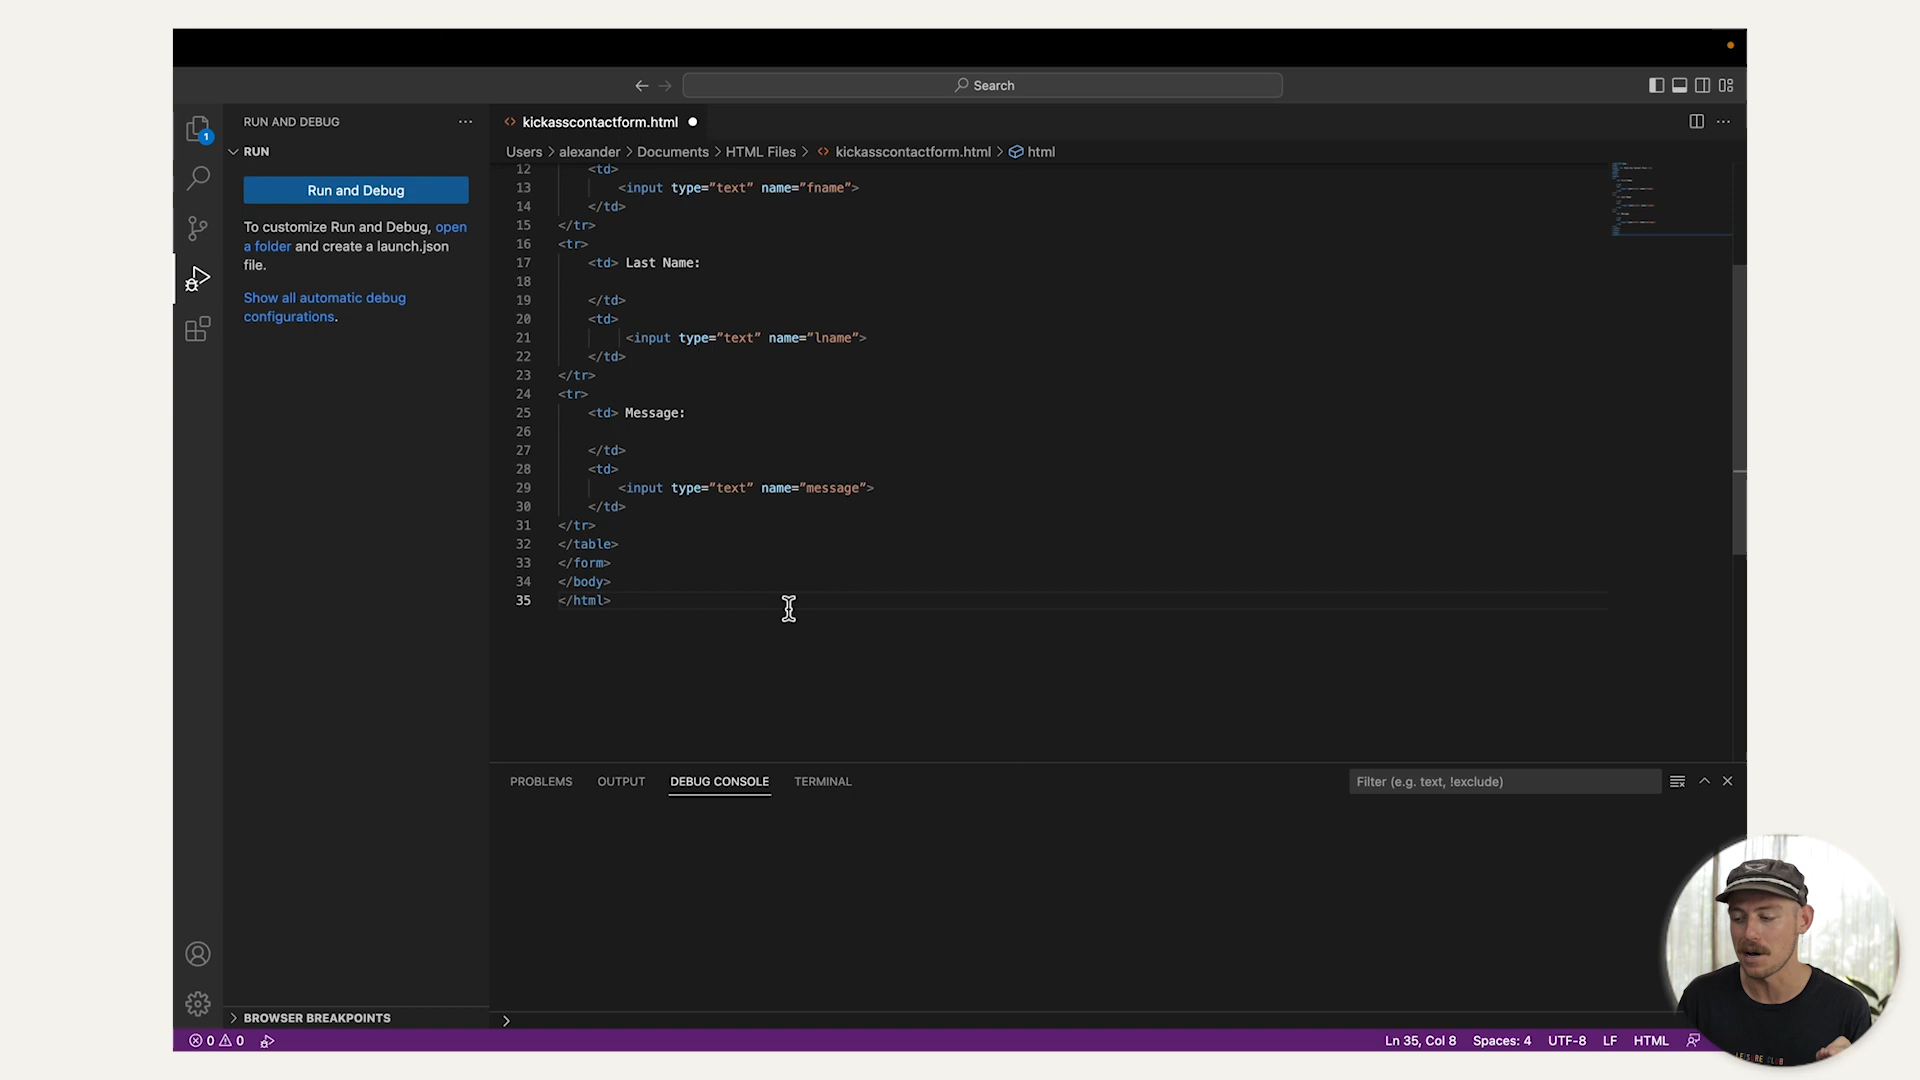 Search
RUN AND DEBUG
RUN
Run and Debug
To customize Run and Debug, open
a folder and create a launch.json
file.
Show all automatic debug
configurations.
1
kickasscontactform.html
Users > alexander > Documents > HTML Files > <> kickasscontactform.html > html
12 <td>
13 <input type=”text” name=”fname”>
14 </td>
15 </tr>
16 <tr>
17 <td> Last Name:
18
19 </td>
20 <td>
21 <input type=”text” name=”lname”>
22 </td>
23 </tr>
24 <tr>
25 <td> Message:
26
27 </td>
28 <td>
29 <input type=”text” name=”message”>
30 </td>
31 </tr>
32 </table>
33 </form>
34 </body>
35 </html>
PROBLEMS OUTPUT DEBUG CONSOLE TERMINAL
Filter (e.g. text, !exclude)
BROWSER BREAKPOINTS
0 0
Ln 35, Col 8 Spaces: 4 UTF-8 LF HTML
LEISURE CLUB